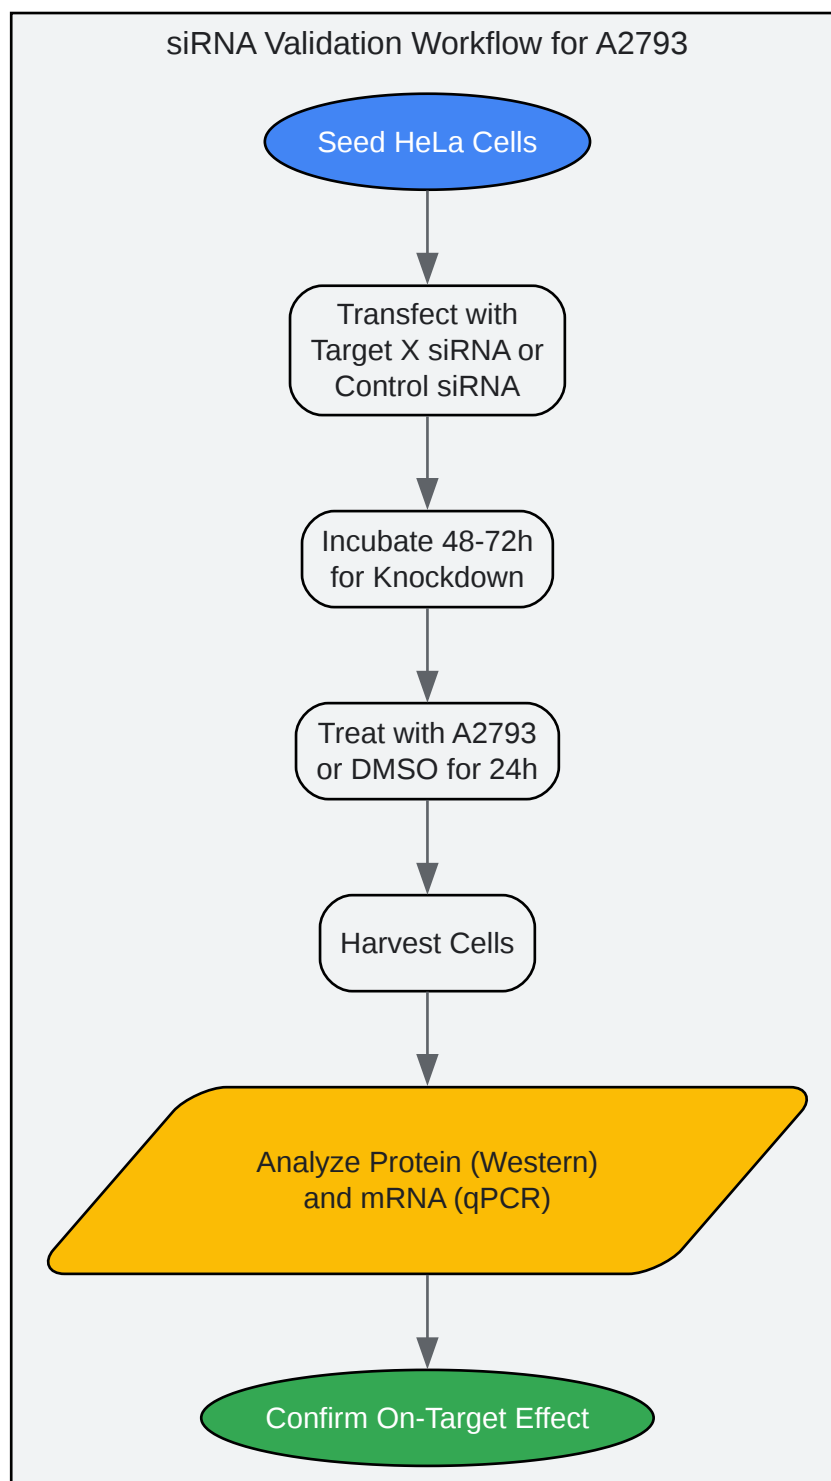 siRNA Validation Workflow for A2793
Seed HeLa Cells
Transfect with
Target X siRNA or
Control siRNA
Incubate 48-72h
for Knockdown
Treat with A2793
or DMSO for 24h
Harvest Cells
Analyze Protein (Western)
and mRNA (qPCR)
Confirm On-Target Effect